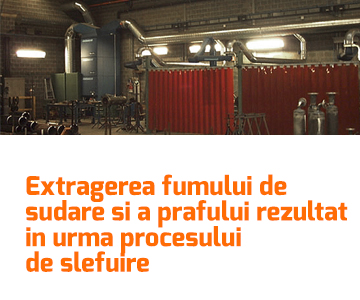 Extragerea fumului de
sudare si a prafului rezultat
in urma procesului
de slefuire